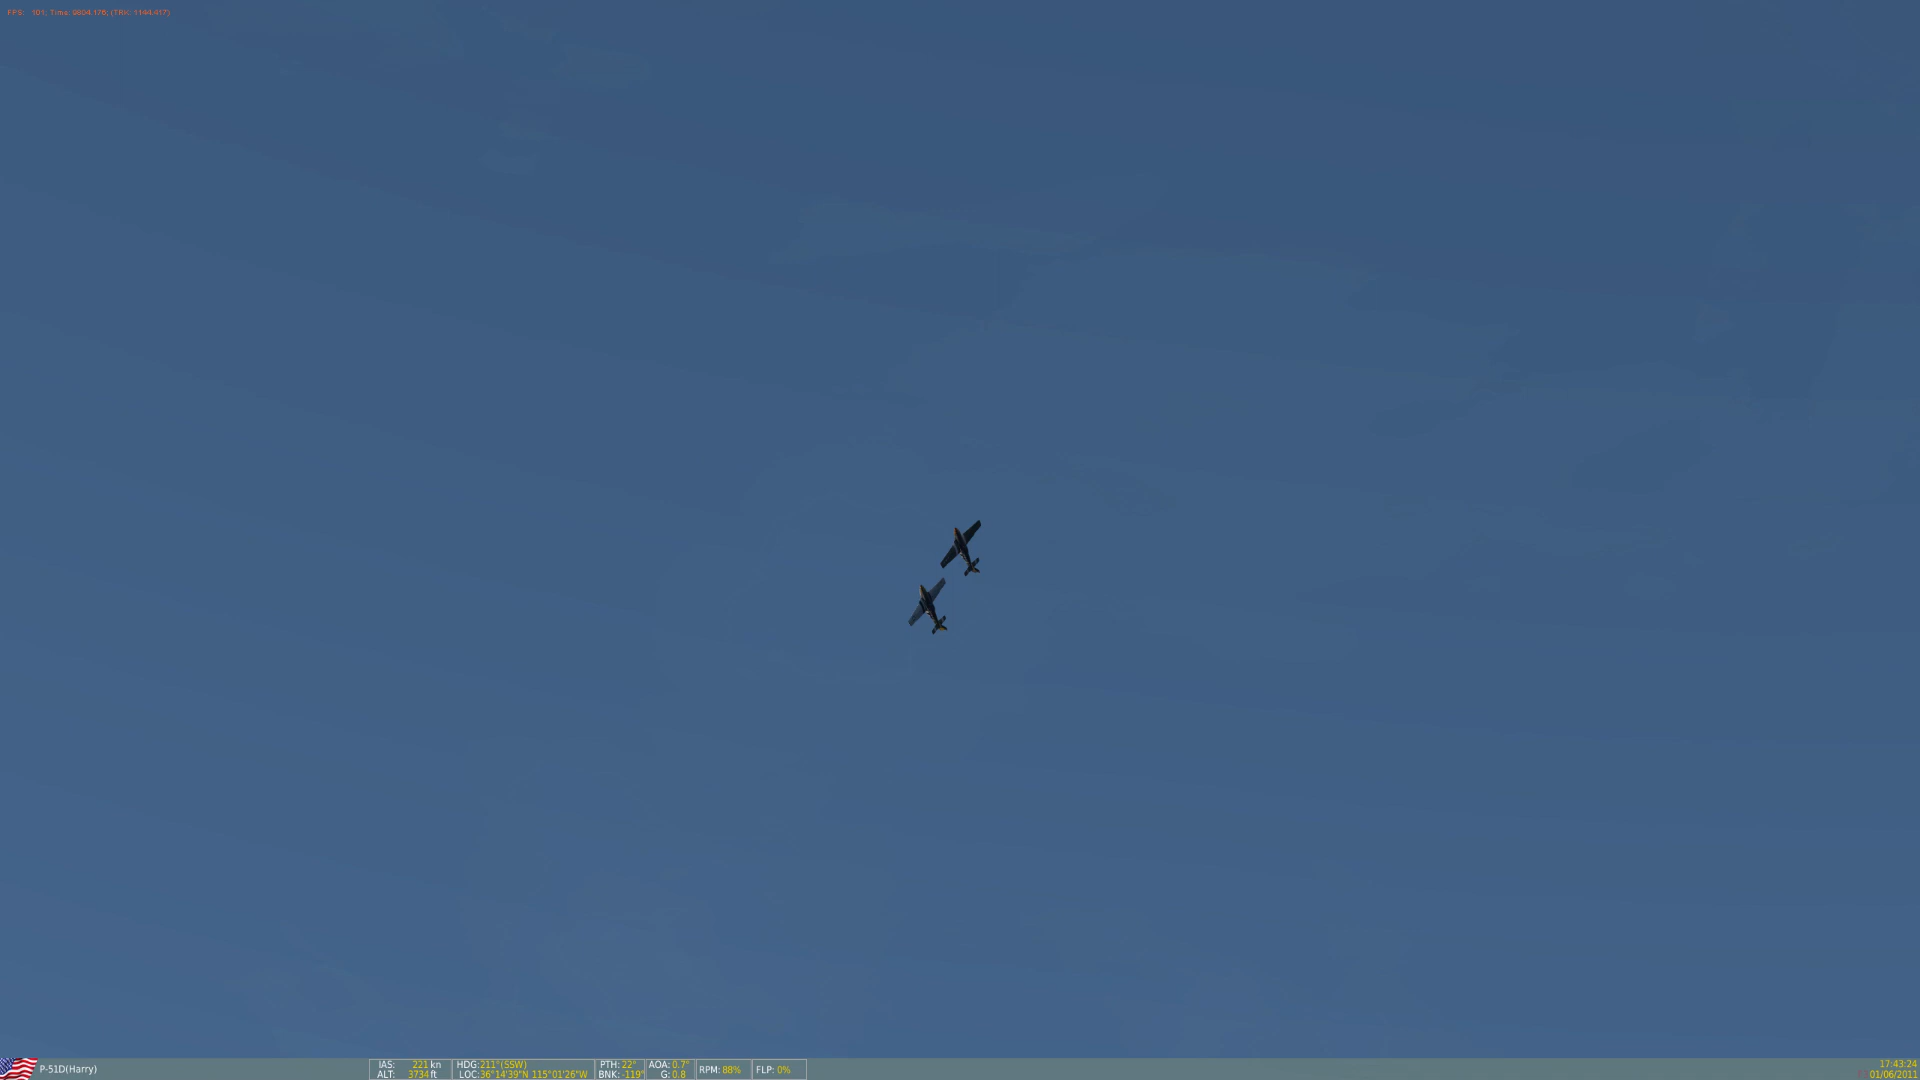 FPS: 101; Time: 9804.176; (TRK: 1144.417)
P-51D(Harry)
IAS: 221 kn
ALT: 3734 ft
HDG:211°(SSW)
LOC:36°14'39"N 115°01'26"W
PTH: 22°
BNK: -119°
AOA: 0.7°
G: 0.8
RPM: 88%
FLP: 0%
17:43:24
01/06/2011